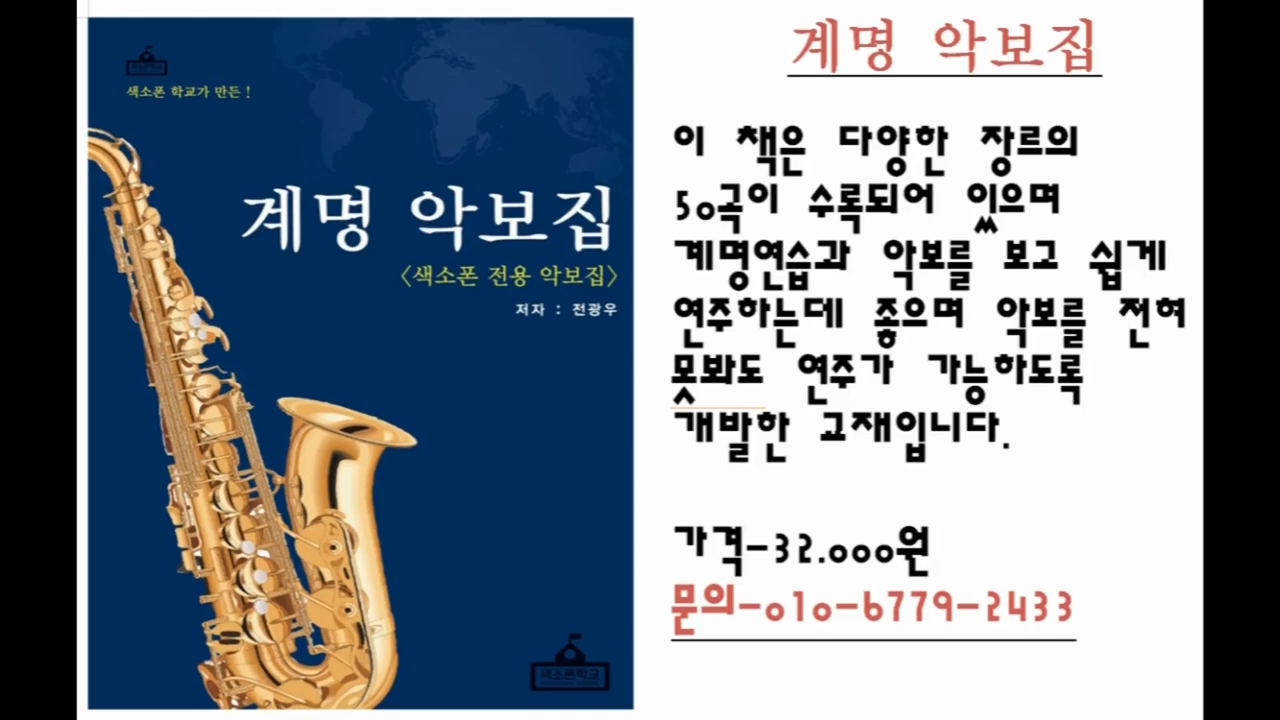 색소폰학교
색소폰 학교가 만든 !
계명 악보집
<색소폰 전용 악보집>
저자 : 전광우
색소폰학교
계명 악보집
이 책은 다양한 장르의
50곡이 수록되어 있으며
계명연습과 악보를 보고 쉽게
연주하는데 좋으며 악보를 전혀
못봐도 연주가 가능하도록
개발한 교재입니다.
가격-32.000원
문의-010-6779-2433